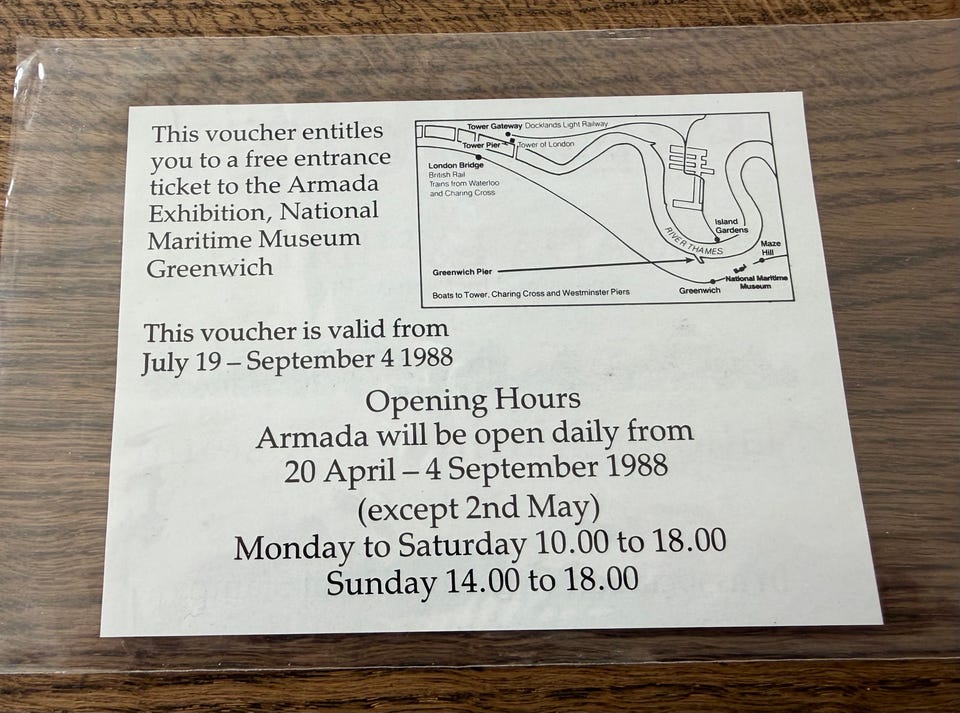 This voucher entitles
you to a free entrance
ticket to the Armada
Exhibition, National
Maritime Museum
Greenwich
Tower Gateway Docklands Light Railway
Tower Pier
Tower of London
London Bridge
British Rail
Trains from Waterloo
and Charing Cross
Island
Gardens
RIVER THAMES
Maze
Hill
Greenwich Pier
National Maritime
Museum
Greenwich
Boats to Tower, Charing Cross and Westminster Piers
This voucher is valid from
July 19 – September 4 1988
Opening Hours
Armada will be open daily from
20 April – 4 September 1988
(except 2nd May)
Monday to Saturday 10.00 to 18.00
Sunday 14.00 to 18.00